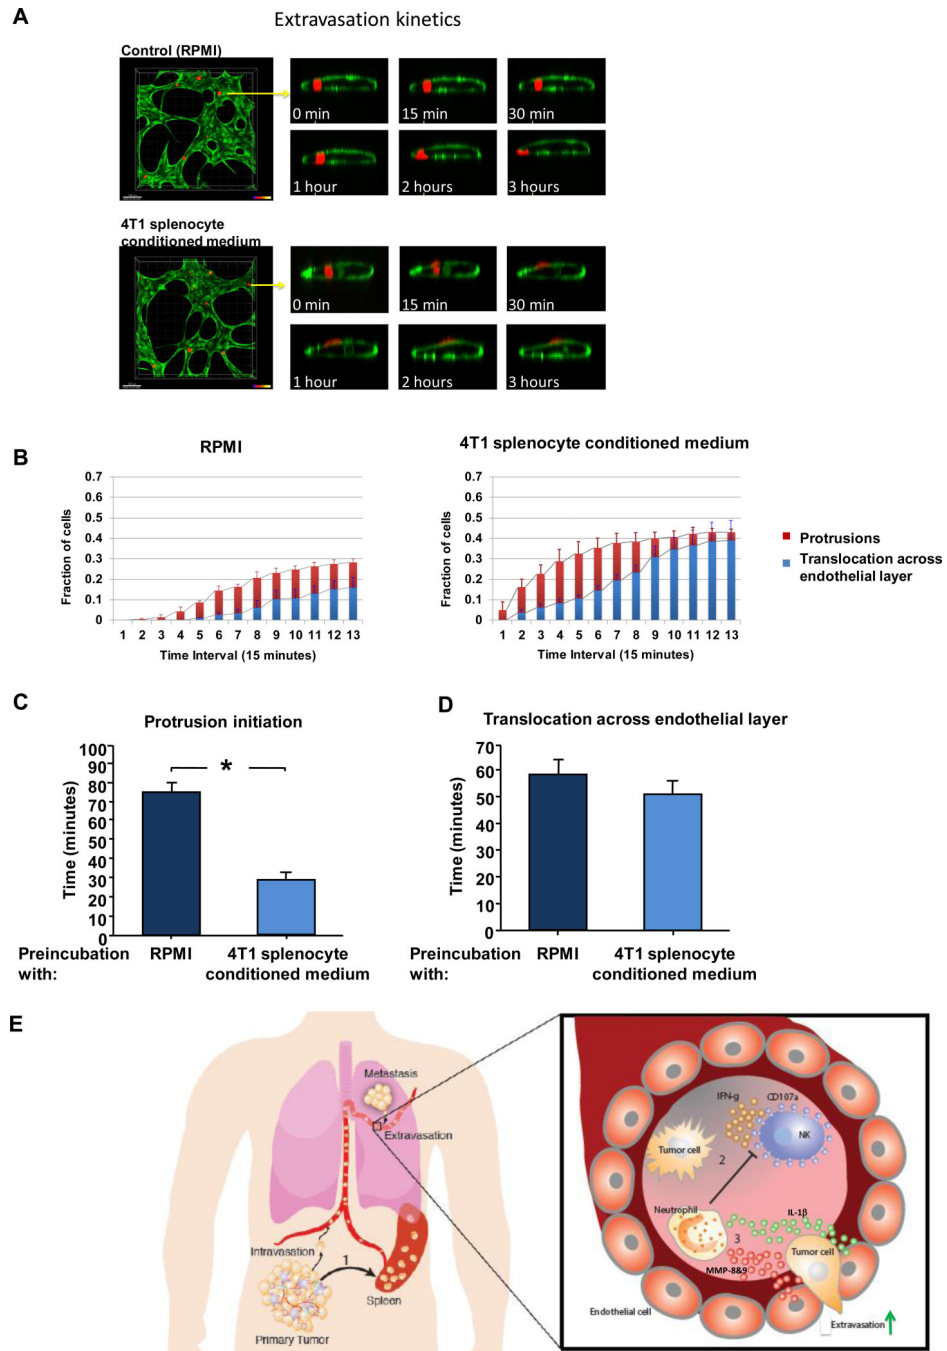 A
Extravasation kinetics
Control (RPMI)
0 min
15 min
30 min
1 hour
2 hours
3 hours
4T1 splenocyte
conditioned medium
0 min
15 min
30 min
1 hour
2 hours
3 hours
B
RPMI
4T1 splenocyte conditioned medium
Fraction of cells
0.7
0.6
0.5
0.4
0.3
0.2
0.1
0
1 2 3 4 5 6 7 8 9 10 11 12 13
Time Interval (15 minutes)
Fraction of cells
0.7
0.6
0.5
0.4
0.3
0.2
0.1
0
1 2 3 4 5 6 7 8 9 10 11 12 13
Time Interval (15 minutes)
Protrusions
Translocation across
endothelial layer
C
Protrusion initiation
Time (minutes)
100
90
80
70
60
50
40
30
20
10
0
*
Preincubation
with:
RPMI
4T1 splenocyte
conditioned medium
D
Translocation across endothelial layer
Time (minutes)
70
60
50
40
30
20
10
0
Preincubation
with:
RPMI
4T1 splenocyte
conditioned medium
E
Metastasis
Extravasation
Intravasation
1
Spleen
Primary Tumor
IFN-g
CD107a
NK
Tumor cell
2
Neutrophil
IL-1β
3
Tumor cell
MMP-8&9
Endothelial cell
Extravasation